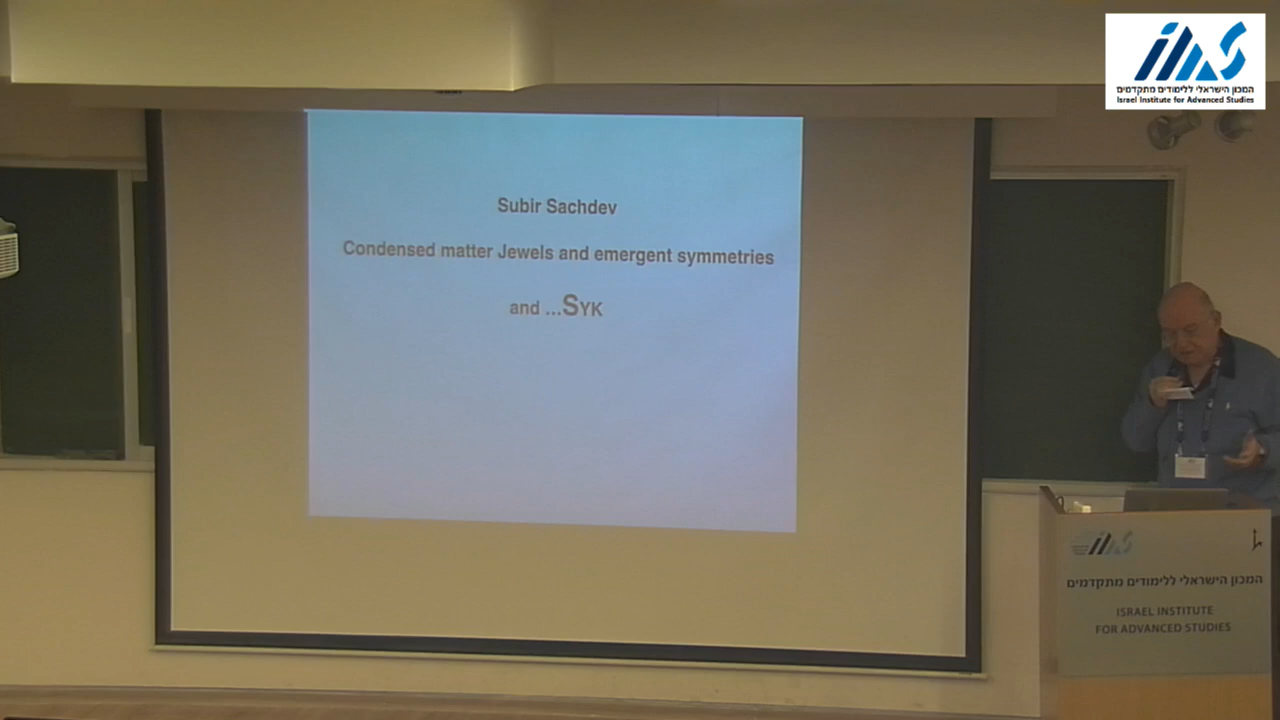 המכון הישראלי ללימודים מתקדמים
Israel Institute for Advanced Studies
Subir Sachdev
Condensed matter Jewels and emergent symmetries
and ...SYK
המכון הישראלי ללימודים מתקדמים
ISRAEL INSTITUTE
FOR ADVANCED STUDIES